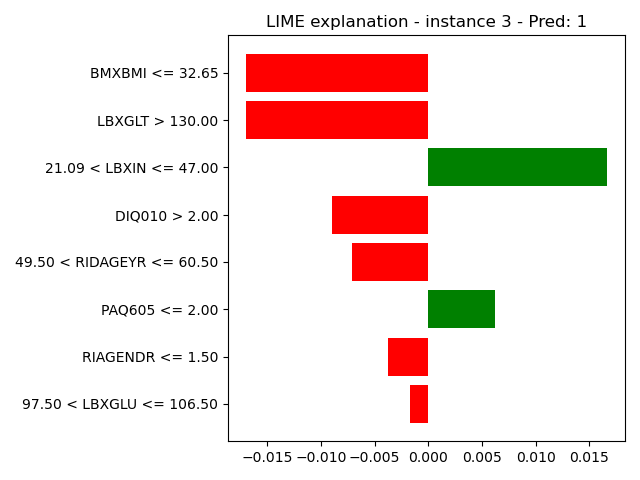 LIME explanation - instance 3 - Pred: 1
BMXBMI <= 32.65
LBXGLT > 130.00
21.09 < LBXIN <= 47.00
DIQ010 > 2.00
49.50 < RIDAGEYR <= 60.50
PAQ605 <= 2.00
RIAGENDR <= 1.50
97.50 < LBXGLU <= 106.50
−0.015 −0.010 −0.005 0.000 0.005 0.010 0.015